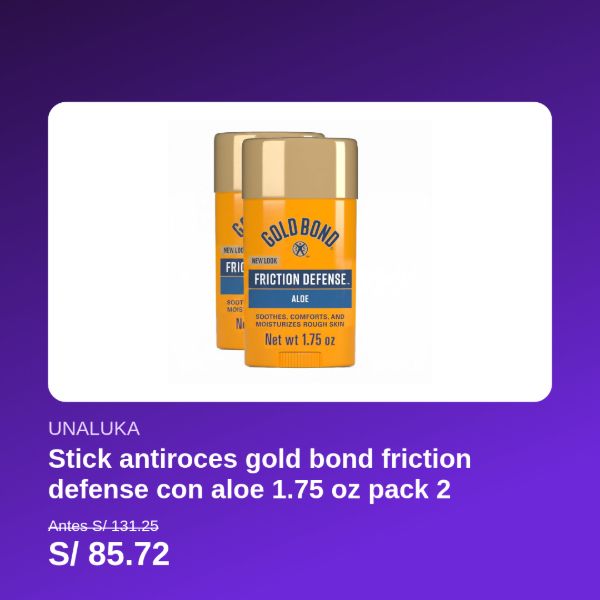 GOLD BOND
NEW LOOK
FRICTION DEFENSE.
ALOE
SOOTHES, COMFORTS, AND
MOISTURIZES ROUGH SKIN
Net wt 1.75 oz
UNALUKA
Stick antiroces gold bond friction
defense con aloe 1.75 oz pack 2
Antes S/ 131.25
S/ 85.72